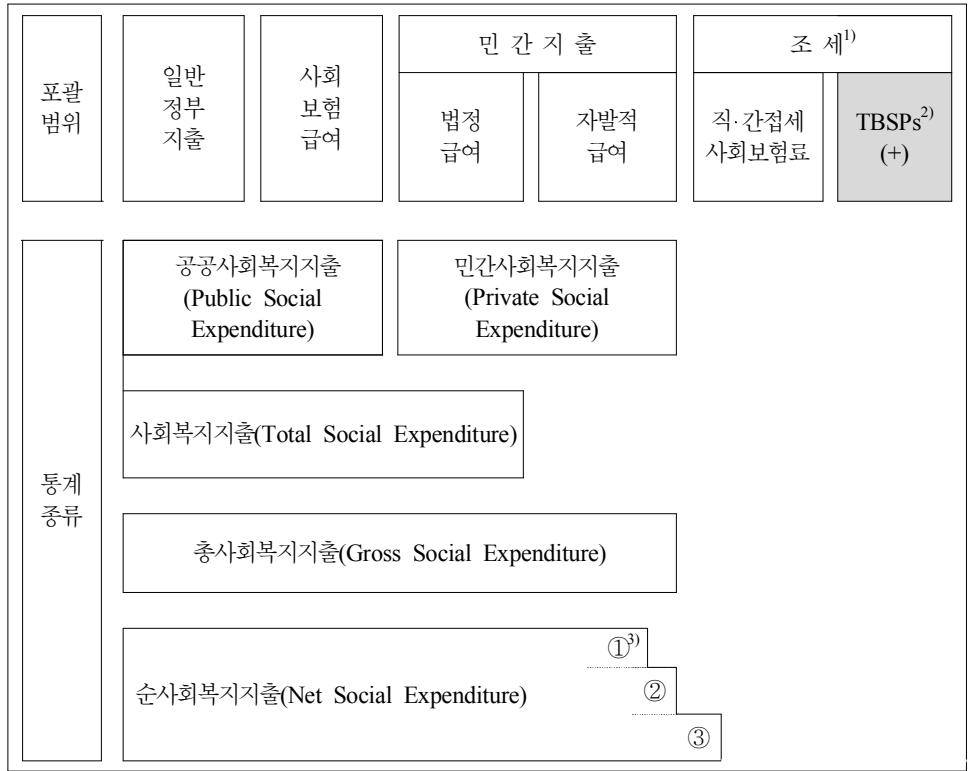 포괄
범위
일반
정부
지출
사회
보험
급여
민 간 지 출
법정
급여
자발적
급여
조 세1)
직·간접세
사회보험료
TBSPs2)
(+)
통계
종류
공공사회복지지출
(Public Social
Expenditure)
민간사회복지지출
(Private Social
Expenditure)
사회복지지출(Total Social Expenditure)
총사회복지지출(Gross Social Expenditure)
순사회복지지출(Net Social Expenditure)
①3)
②
③